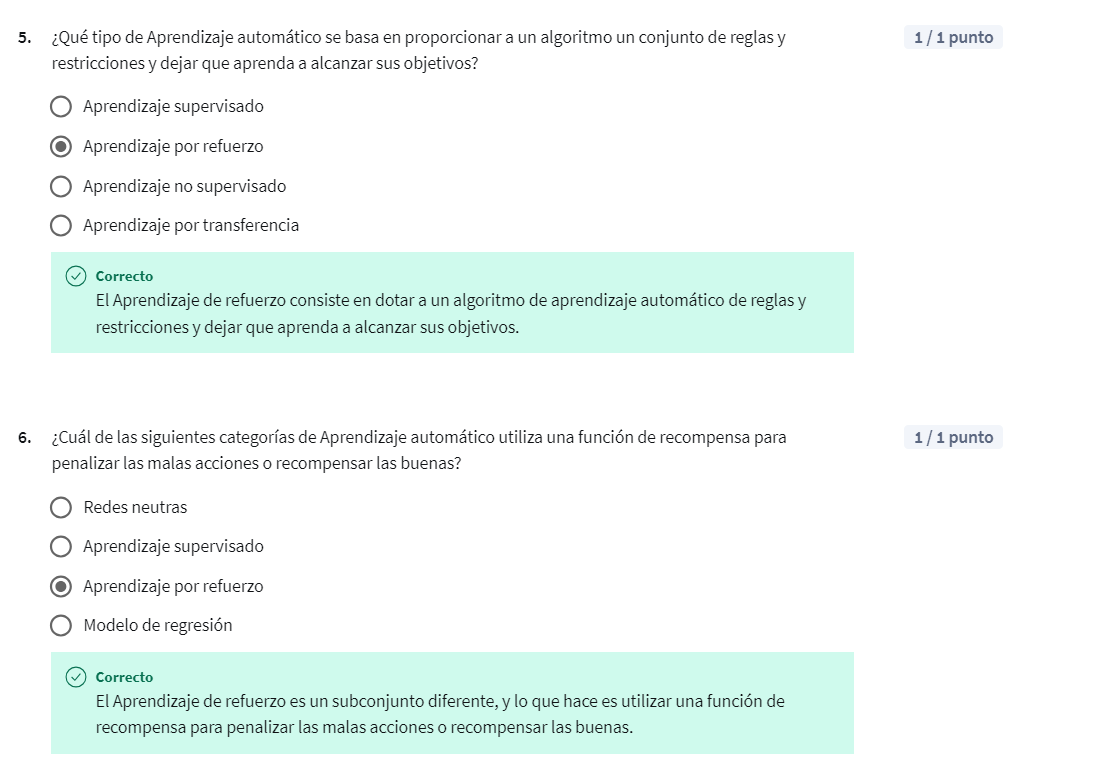 5. ¿Qué tipo de Aprendizaje automático se basa en proporcionar a un algoritmo un conjunto de reglas y
1 / 1 punto
restricciones y dejar que aprenda a alcanzar sus objetivos?
Aprendizaje supervisado
Aprendizaje por refuerzo
Aprendizaje no supervisado
Aprendizaje por transferencia
Correcto
El Aprendizaje de refuerzo consiste en dotar a un algoritmo de aprendizaje automático de reglas y
restricciones y dejar que aprenda a alcanzar sus objetivos.
6. ¿Cuál de las siguientes categorías de Aprendizaje automático utiliza una función de recompensa para
1 / 1 punto
penalizar las malas acciones o recompensar las buenas?
Redes neutras
Aprendizaje supervisado
Aprendizaje por refuerzo
Modelo de regresión
Correcto
El Aprendizaje de refuerzo es un subconjunto diferente, y lo que hace es utilizar una función de
recompensa para penalizar las malas acciones o recompensar las buenas.